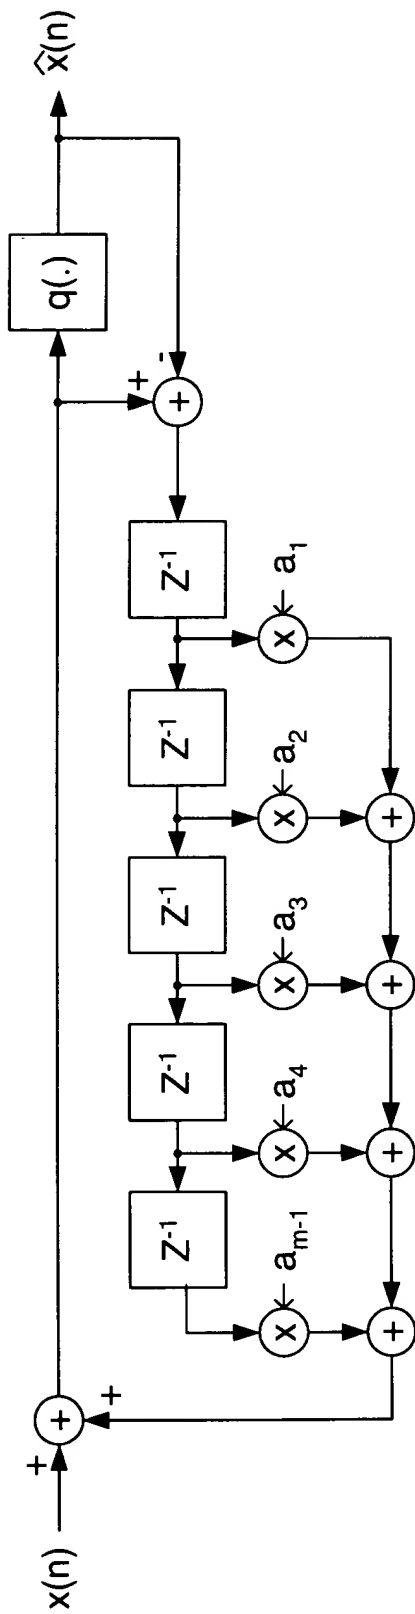 x(n)
q(.)
x̂(n)
+
+
+
+
-
+
Z⁻¹
Z⁻¹
Z⁻¹
Z⁻¹
Z⁻¹
x
aₘ₋₁
x
a₄
x
a₃
x
a₂
x
a₁
+
+
+
+